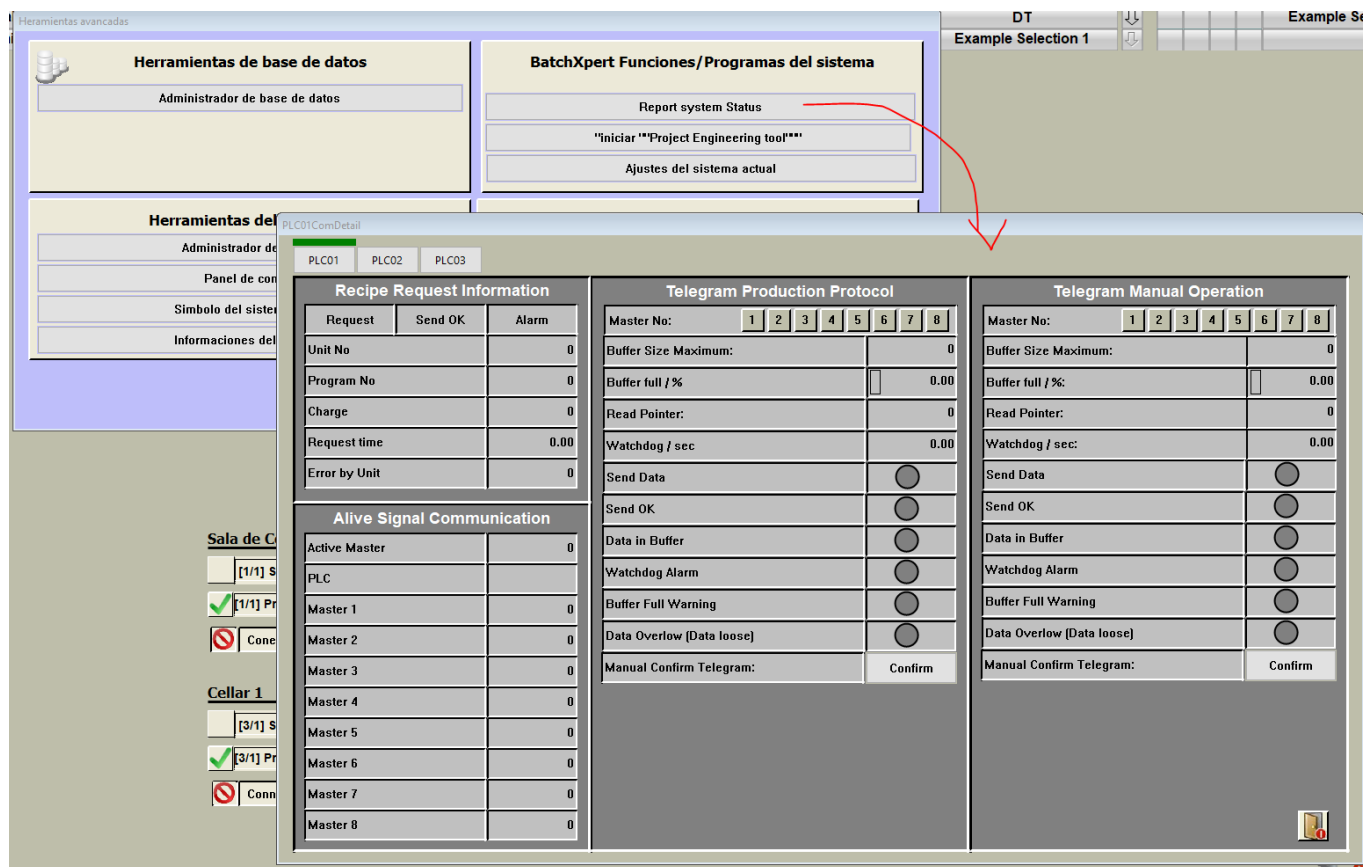 Heramientas avanzadas
DT
Example Se
Example Selection 1
Herramientas de base de datos
Administrador de base de datos
BatchXpert Funciones/Programas del sistema
Report system Status
"iniciar ""Project Engineering tool"""
Ajustes del sistema actual
Herramientas del
Administrador de
Panel de con
Simbolo del sister
Informaciones del
PLC01ComDetail
PLC01 PLC02 PLC03
Recipe Request Information
Request Send OK Alarm
Unit No 0
Program No 0
Charge 0
Request time 0.00
Error by Unit 0
Alive Signal Communication
Active Master 0
PLC
Master 1 0
Master 2 0
Master 3 0
Master 4 0
Master 5 0
Master 6 0
Master 7 0
Master 8 0
Telegram Production Protocol
Master No: 1 2 3 4 5 6 7 8
Buffer Size Maximum: 0
Buffer full / % 0.00
Read Pointer: 0
Watchdog / sec 0.00
Send Data
Send OK
Data in Buffer
Watchdog Alarm
Buffer Full Warning
Data Overlow (Data loose)
Manual Confirm Telegram: Confirm
Telegram Manual Operation
Master No: 1 2 3 4 5 6 7 8
Buffer Size Maximum: 0
Buffer full / %: 0.00
Read Pointer: 0
Watchdog / sec: 0.00
Send Data
Send OK
Data in Buffer
Watchdog Alarm
Buffer Full Warning
Data Overlow (Data loose)
Manual Confirm Telegram: Confirm
Sala de C
[1/1] S
[1/1] Pr
Cone
Cellar 1
[3/1] S
[3/1] Pr
Conn